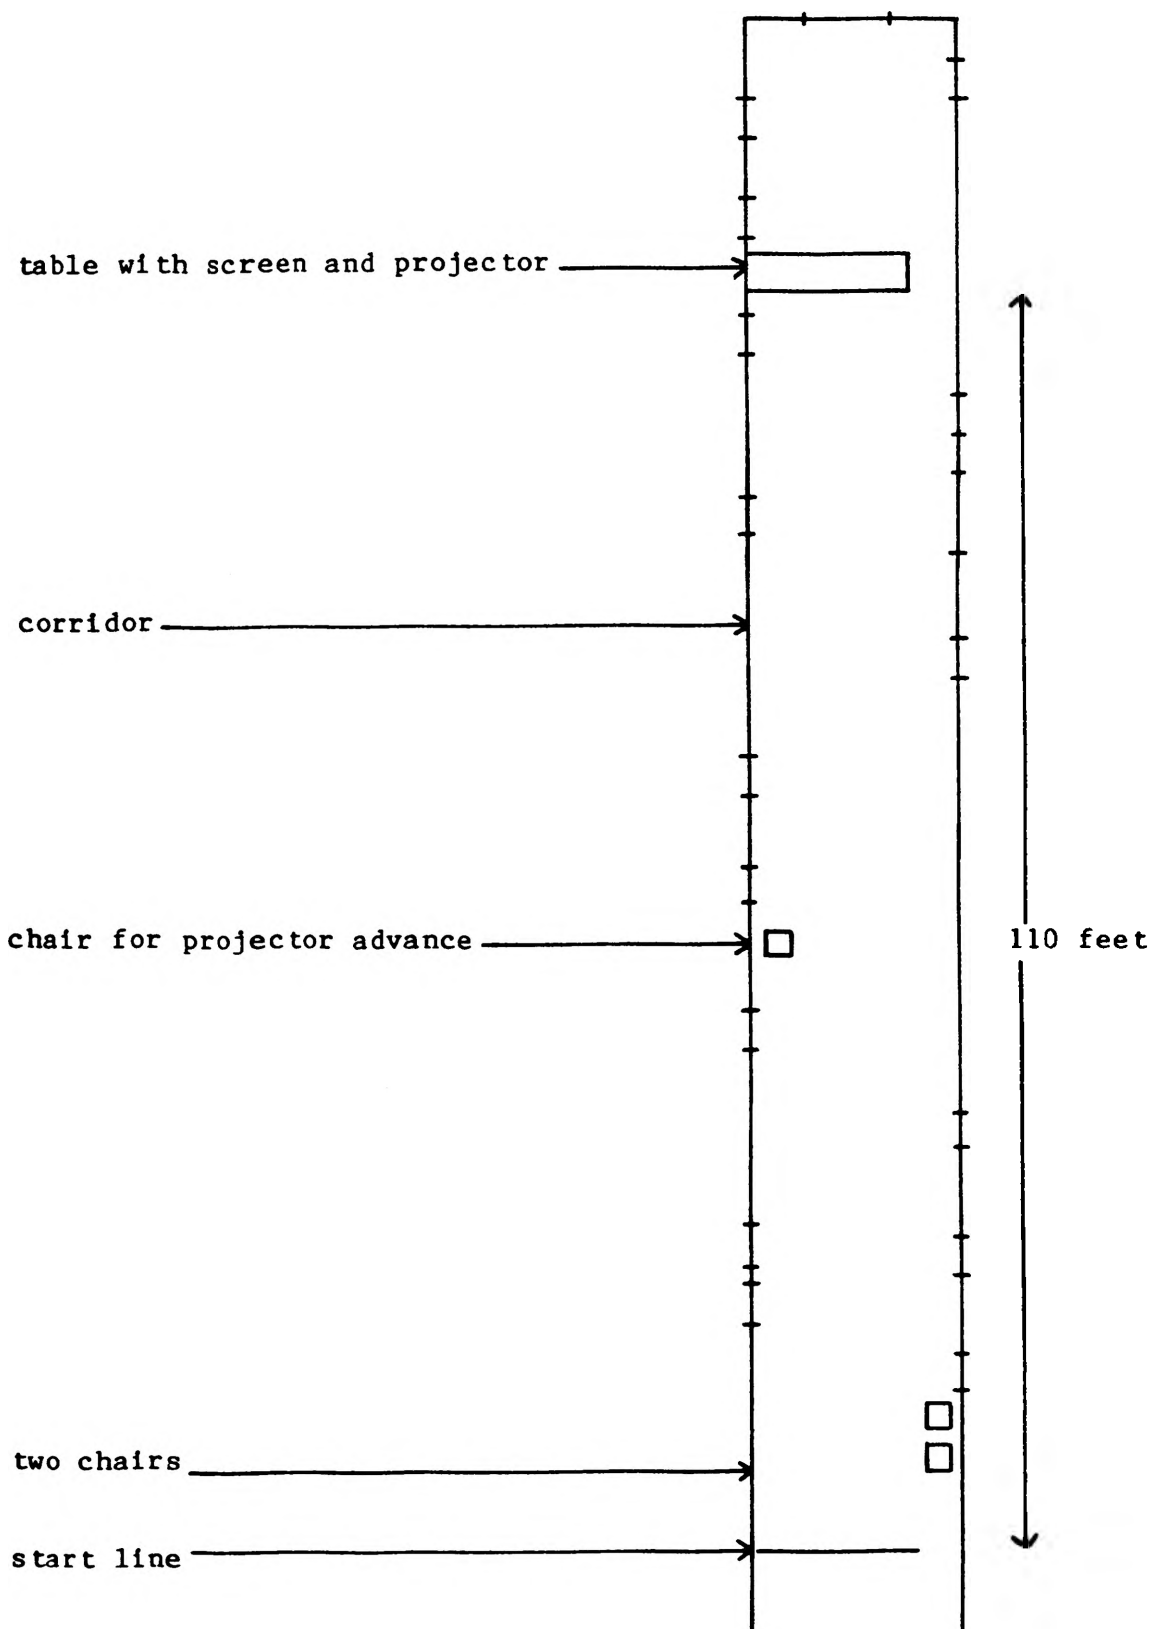 table with screen and projector
corridor
chair for projector advance
110 feet
two chairs
start line